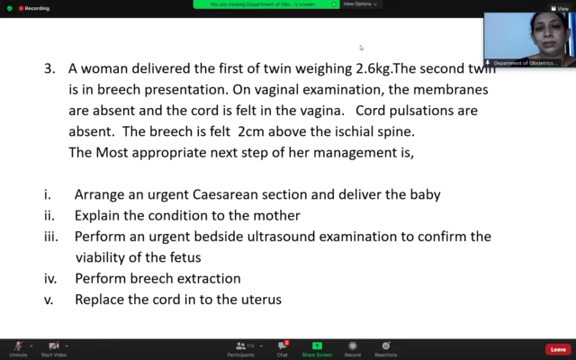 Recording
You are viewing Department of Obs
View Options
View
3. A woman delivered the first of twin weighing 2.6kg.The second twin
is in breech presentation. On vaginal examination, the membranes
are absent and the cord is felt in the vagina. Cord pulsations are
absent. The breech is felt 2cm above the ischial spine.
The Most appropriate next step of her management is,
Department of Obstetrics...
i. Arrange an urgent Caesarean section and deliver the baby
ii. Explain the condition to the mother
iii. Perform an urgent bedside ultrasound examination to confirm the
viability of the fetus
iv. Perform breech extraction
v. Replace the cord in to the uterus
Unmute
Start Video
Participants
Chat
Share Screen
Record
Reactions
Leave